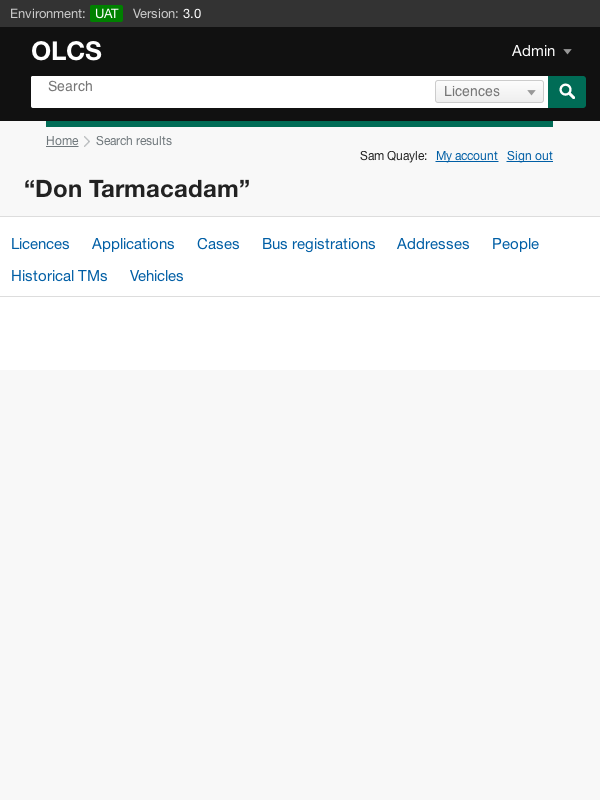 Environment: UAT Version: 3.0
OLCS Admin
Search Licences
Home Search results
Sam Quayle: My account Sign out
“Don Tarmacadam”
Licences Applications Cases Bus registrations Addresses People
Historical TMs Vehicles